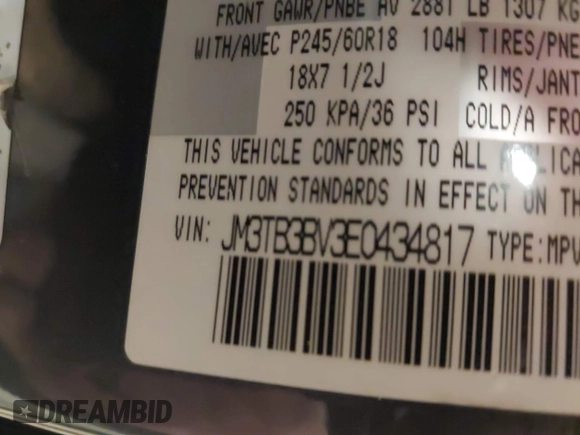 FRONT GAWR/PNBE AV 2881 LB 1307 KG
WITH/AVEC P245/60R18 104H TIRES/PNE
18X7 1/2J RIMS/JANT
250 KPA/36 PSI COLD/A FRO
THIS VEHICLE CONFORMS TO ALL APPLICA
PREVENTION STANDARDS IN EFFECT ON TH
VIN: JM3TB3BV3E0434817 TYPE:MPV
DREAMBID